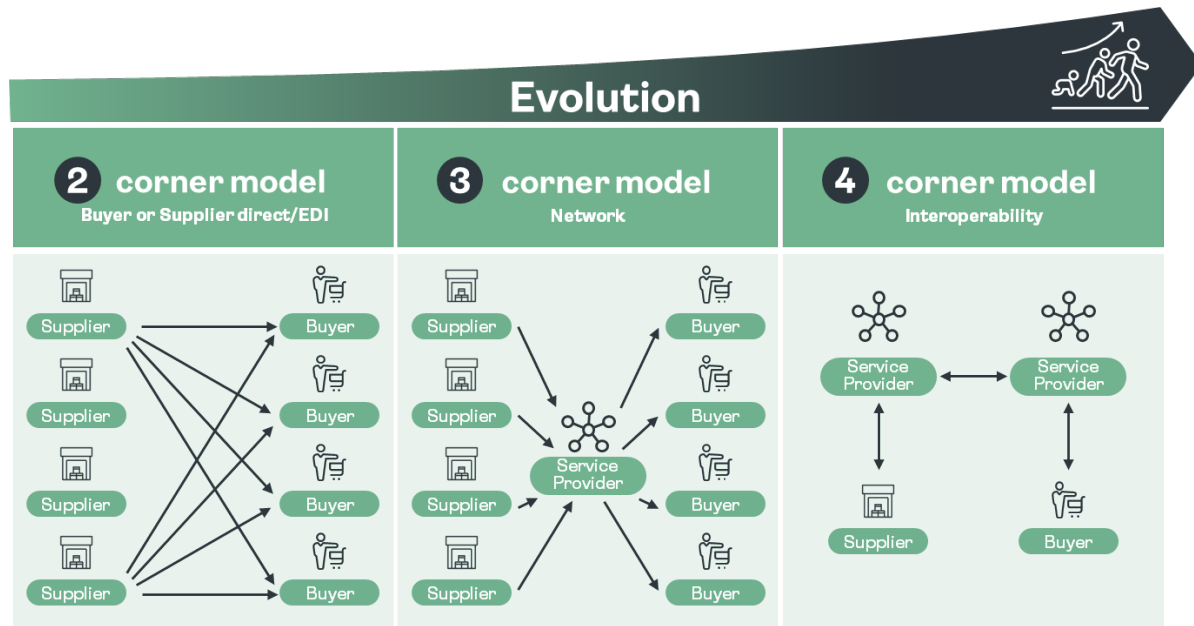 Evolution
2 corner model
Buyer or Supplier direct/EDI
3 corner model
Network
4 corner model
Interoperability
Supplier
Buyer
Supplier
Buyer
Supplier
Buyer
Supplier
Buyer
Supplier
Buyer
Supplier
Buyer
Service
Provider
Supplier
Buyer
Supplier
Buyer
Service
Provider
Service
Provider
Supplier
Buyer